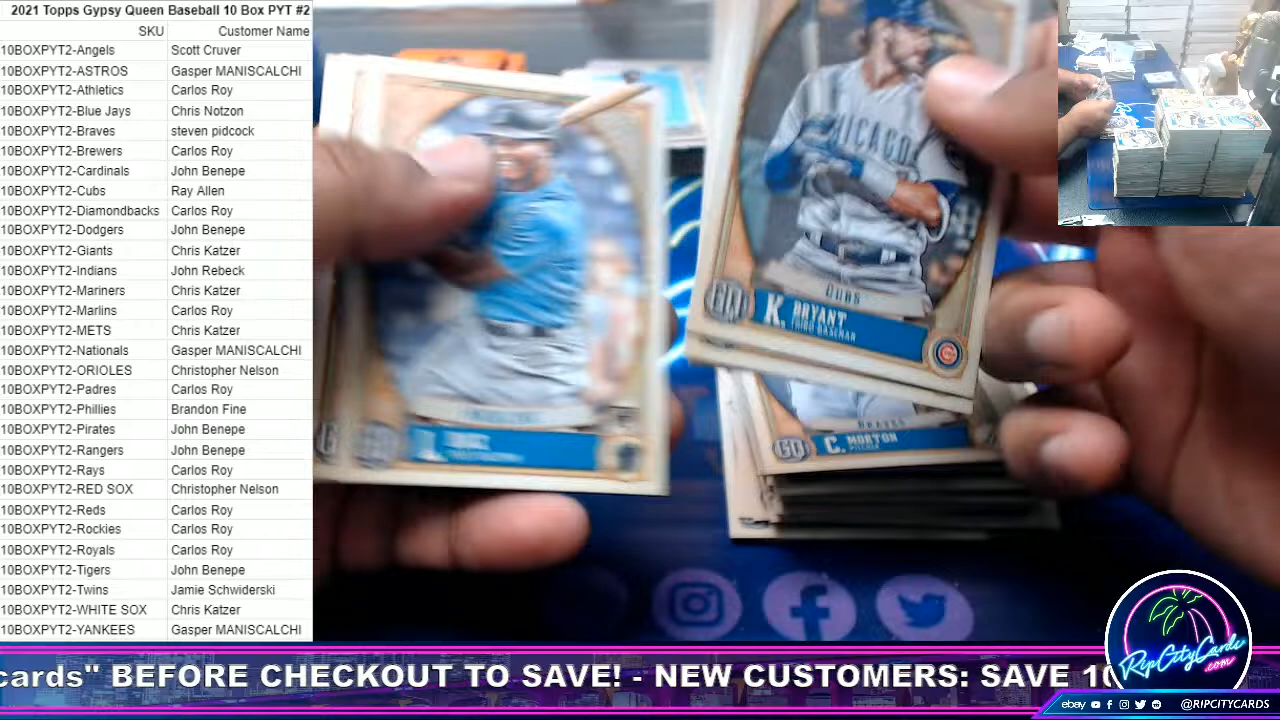 2021 Topps Gypsy Queen Baseball 10 Box PYT #2
SKU Customer Name
10BOXPYT2-Angels Scott Cruver
10BOXPYT2-ASTROS Gasper MANISCALCHI
10BOXPYT2-Athletics Carlos Roy
10BOXPYT2-Blue Jays Chris Notzon
10BOXPYT2-Braves steven pidcock
10BOXPYT2-Brewers Carlos Roy
10BOXPYT2-Cardinals John Benepe
10BOXPYT2-Cubs Ray Allen
10BOXPYT2-Diamondbacks Carlos Roy
10BOXPYT2-Dodgers John Benepe
10BOXPYT2-Giants Chris Katzer
10BOXPYT2-Indians John Rebeck
10BOXPYT2-Mariners Chris Katzer
10BOXPYT2-Marlins Carlos Roy
10BOXPYT2-METS Chris Katzer
10BOXPYT2-Nationals Gasper MANISCALCHI
10BOXPYT2-ORIOLES Christopher Nelson
10BOXPYT2-Padres Carlos Roy
10BOXPYT2-Phillies Brandon Fine
10BOXPYT2-Pirates John Benepe
10BOXPYT2-Rangers John Benepe
10BOXPYT2-Rays Carlos Roy
10BOXPYT2-RED SOX Christopher Nelson
10BOXPYT2-Reds Carlos Roy
10BOXPYT2-Rockies Carlos Roy
10BOXPYT2-Royals Carlos Roy
10BOXPYT2-Tigers John Benepe
10BOXPYT2-Twins Jamie Schwiderski
10BOXPYT2-WHITE SOX Chris Katzer
10BOXPYT2-YANKEES Gasper MANISCALCHI
CHICAGO
CUBS
GQ K. BRYANT
THIRD BASEMAN
BRAVES
GQ C. MORTON
PITCHER
GQ
cards" BEFORE CHECKOUT TO SAVE! - NEW CUSTOMERS: SAVE 10
RipCityCards
.com
ebay @RIPCITYCARDS